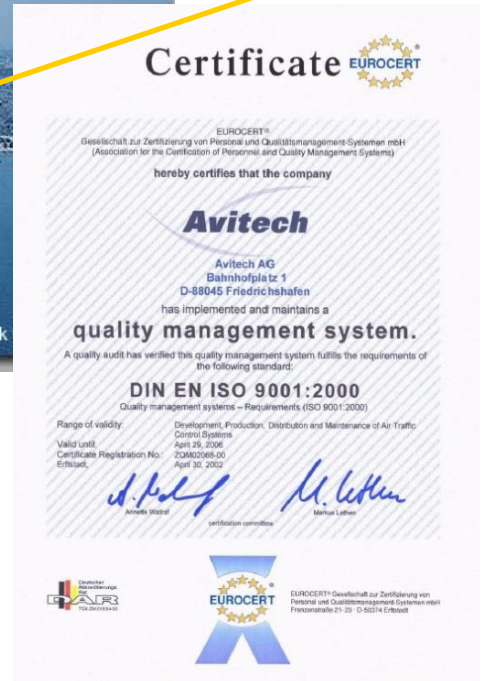 Certificate EUROCERT
EUROCERT®
Gesellschaft zur Zertifizierung von Personal und Qualitätsmanagement-Systemen mbH
(Association for the Certification of Personnel and Quality Management Systems)
hereby certifies that the company
Avitech
Avitech AG
Bahnhofplatz 1
D-88045 Friedrichshafen
has implemented and maintains a
quality management system.
A quality audit has verified this quality management system fulfills the requirements of
the following standard:
DIN EN ISO 9001:2000
Quality management systems – Requirements (ISO 9001:2000)
Range of validity: Development, Production, Distribution and Maintenance of Air Traffic
Control Systems
Valid until: April 29, 2006
Certificate Registration No.: ZQM02068-00
Erftstadt, April 30, 2002
Annette Markus Lethen
certification committee
Deutscher
Akkreditierungs
Rat
DAR
EUROCERT
EUROCERT® Gesellschaft zur Zertifizierung von
Personal und Qualitätsmanagement-Systemen mbH
Franzenstraße 21-25 · D-50374 Erftstadt
k